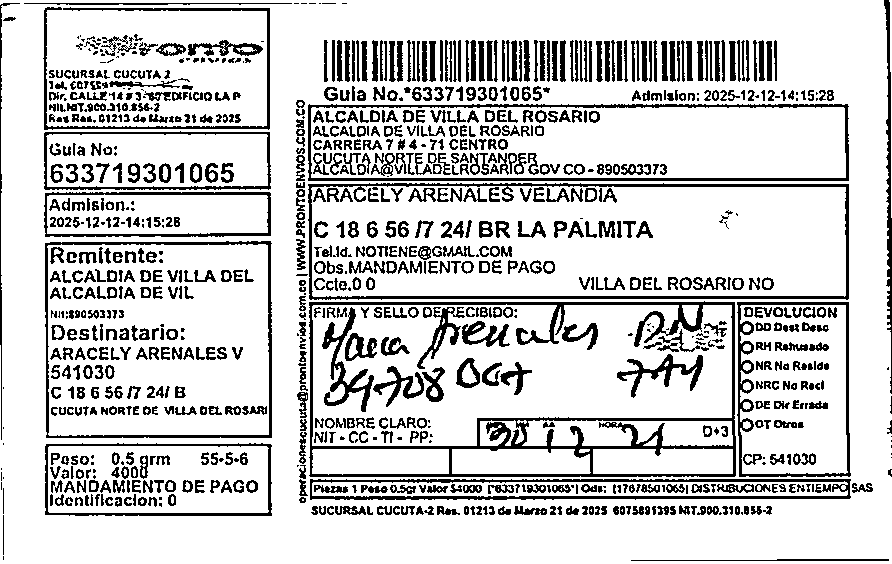 Pronto
SUCURSAL CUCUTA 2
Dir. CALLE 14 # 3-60 EDIFICIO LA P
NIt.NIT.900.310.856-2
Res Res. 01213 de Marzo 21 de 2025
Guia No:
633719301065
Admision.:
2025-12-12-14:15:28
Remitente:
ALCALDIA DE VILLA DEL
ALCALDIA DE VIL
NIt:890503373
Destinatario:
ARACELY ARENALES V
541030
C 18 6 56 /7 24/ B
CUCUTA NORTE DE VILLA DEL ROSARI
Peso: 0.5 grm 55-5-6
Valor: 4000
MANDAMIENTO DE PAGO
Identificacion: 0
operacionescucuta@prontoenvios.com.co | WWW.PRONTOENVIOS.COM.CO
Guia No.*633719301065*
Admision: 2025-12-12-14:15:28
ALCALDIA DE VILLA DEL ROSARIO
ALCALDIA DE VILLA DEL ROSARIO
CARRERA 7 # 4 - 71 CENTRO
CUCUTA NORTE DE SANTANDER
ALCALDIA@VILLADELROSARIO GOV CO - 890503373
ARACELY ARENALES VELANDIA
C 18 6 56 /7 24/ BR LA PALMITA
Tel.Id. NOTIENE@GMAIL.COM
Obs.MANDAMIENTO DE PAGO
Ccte.0 0 VILLA DEL ROSARIO NO
FIRMA Y SELLO DE RECIBIDO:
Arenales
NOMBRE CLARO:
NIT - CC - TI - PP:
30 12 21
HORA
D+3
DEVOLUCION
DD Dest Desc
RH Rehusado
NR No Reside
NRC No Recl
DE Dir Errada
OT Otros
CP: 541030
Piezas 1 Peso 0.5gr Valor $4000 [*633719301065*] Ods: [17678501065] DISTRIBUCIONES ENTIEMPO SAS
SUCURSAL CUCUTA-2 Res. 01213 de Marzo 21 de 2025 6075891395 NIT.900.310.856-2